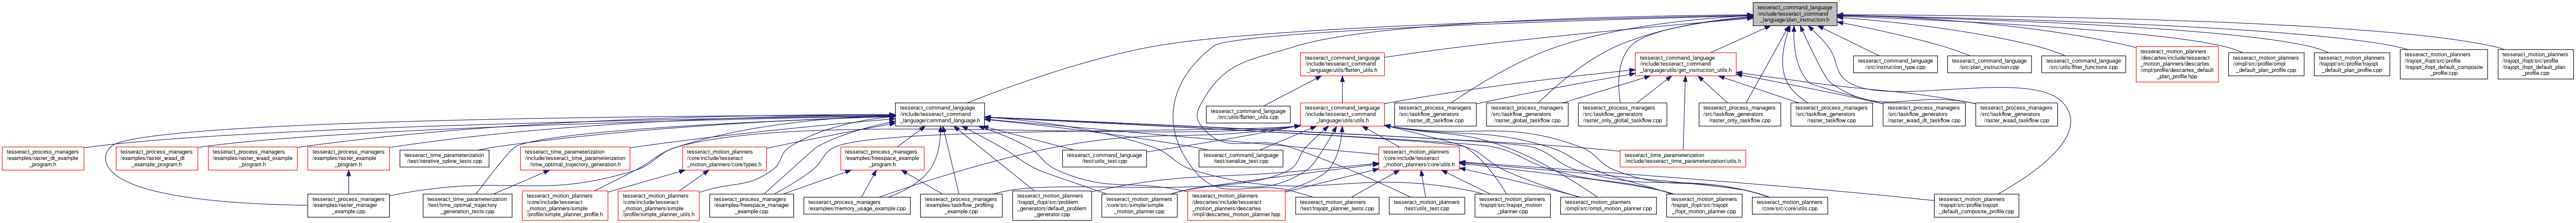 tesseract_command_language
/include/tesseract_command
_language/plan_instruction.h
tesseract_command_language
/include/tesseract_command
_language/utils/flatten_utils.h
tesseract_command_language
/include/tesseract_command
_language/utils/get_instruction_utils.h
tesseract_command_language
/src/instruction_type.cpp
tesseract_command_language
/src/plan_instruction.cpp
tesseract_command_language
/src/utils/filter_functions.cpp
tesseract_motion_planners
/descartes/include/tesseract
_motion_planners/descartes
/impl/profile/descartes_default
_plan_profile.hpp
tesseract_motion_planners
/ompl/src/profile/ompl
_default_plan_profile.cpp
tesseract_motion_planners
/trajopt/src/profile/trajopt
_default_plan_profile.cpp
tesseract_motion_planners
/trajopt_ifopt/src/profile
/trajopt_ifopt_default_composite
_profile.cpp
tesseract_motion_planners
/trajopt_ifopt/src/profile
/trajopt_ifopt_default_plan
_profile.cpp
tesseract_command_language
/include/tesseract_command
_language/command_language.h
tesseract_command_language
/src/utils/flatten_utils.cpp
tesseract_command_language
/include/tesseract_command
_language/utils/utils.h
tesseract_process_managers
/src/taskflow_generators
/raster_dt_taskflow.cpp
tesseract_process_managers
/src/taskflow_generators
/raster_global_taskflow.cpp
tesseract_process_managers
/src/taskflow_generators
/raster_only_global_taskflow.cpp
tesseract_process_managers
/src/taskflow_generators
/raster_only_taskflow.cpp
tesseract_process_managers
/src/taskflow_generators
/raster_taskflow.cpp
tesseract_process_managers
/src/taskflow_generators
/raster_waad_dt_taskflow.cpp
tesseract_process_managers
/src/taskflow_generators
/raster_waad_taskflow.cpp
tesseract_process_managers
/examples/raster_dt_example
_program.h
tesseract_process_managers
/examples/raster_waad_dt
_example_program.h
tesseract_process_managers
/examples/raster_waad_example
_program.h
tesseract_process_managers
/examples/raster_example
_program.h
tesseract_time_parameterization
/test/iterative_spline_tests.cpp
tesseract_time_parameterization
/include/tesseract_time_parameterization
/time_optimal_trajectory_generation.h
tesseract_motion_planners
/core/include/tesseract
_motion_planners/core/types.h
tesseract_process_managers
/examples/freespace_example
_program.h
tesseract_command_language
/test/utils_test.cpp
tesseract_command_language
/test/serialize_test.cpp
tesseract_motion_planners
/core/include/tesseract
_motion_planners/core/utils.h
tesseract_time_parameterization
/include/tesseract_time_parameterization/utils.h
tesseract_process_managers
/examples/raster_manager
_example.cpp
tesseract_time_parameterization
/test/time_optimal_trajectory
_generation_tests.cpp
tesseract_motion_planners
/core/include/tesseract
_motion_planners/simple
/profile/simple_planner_profile.h
tesseract_motion_planners
/core/include/tesseract
_motion_planners/simple
/profile/simple_planner_utils.h
tesseract_process_managers
/examples/freespace_manager
_example.cpp
tesseract_process_managers
/examples/memory_usage_example.cpp
tesseract_process_managers
/examples/taskflow_profiling
_example.cpp
tesseract_motion_planners
/trajopt_ifopt/src/problem
_generators/default_problem
_generator.cpp
tesseract_motion_planners
/core/src/simple/simple
_motion_planner.cpp
tesseract_motion_planners
/descartes/include/tesseract
_motion_planners/descartes
/impl/descartes_motion_planner.hpp
tesseract_motion_planners
/test/trajopt_planner_tests.cpp
tesseract_motion_planners
/test/utils_test.cpp
tesseract_motion_planners
/trajopt/src/trajopt_motion
_planner.cpp
tesseract_motion_planners
/ompl/src/ompl_motion_planner.cpp
tesseract_motion_planners
/trajopt_ifopt/src/trajopt
_ifopt_motion_planner.cpp
tesseract_motion_planners
/core/src/core/utils.cpp
tesseract_motion_planners
/trajopt/src/profile/trajopt
_default_composite_profile.cpp